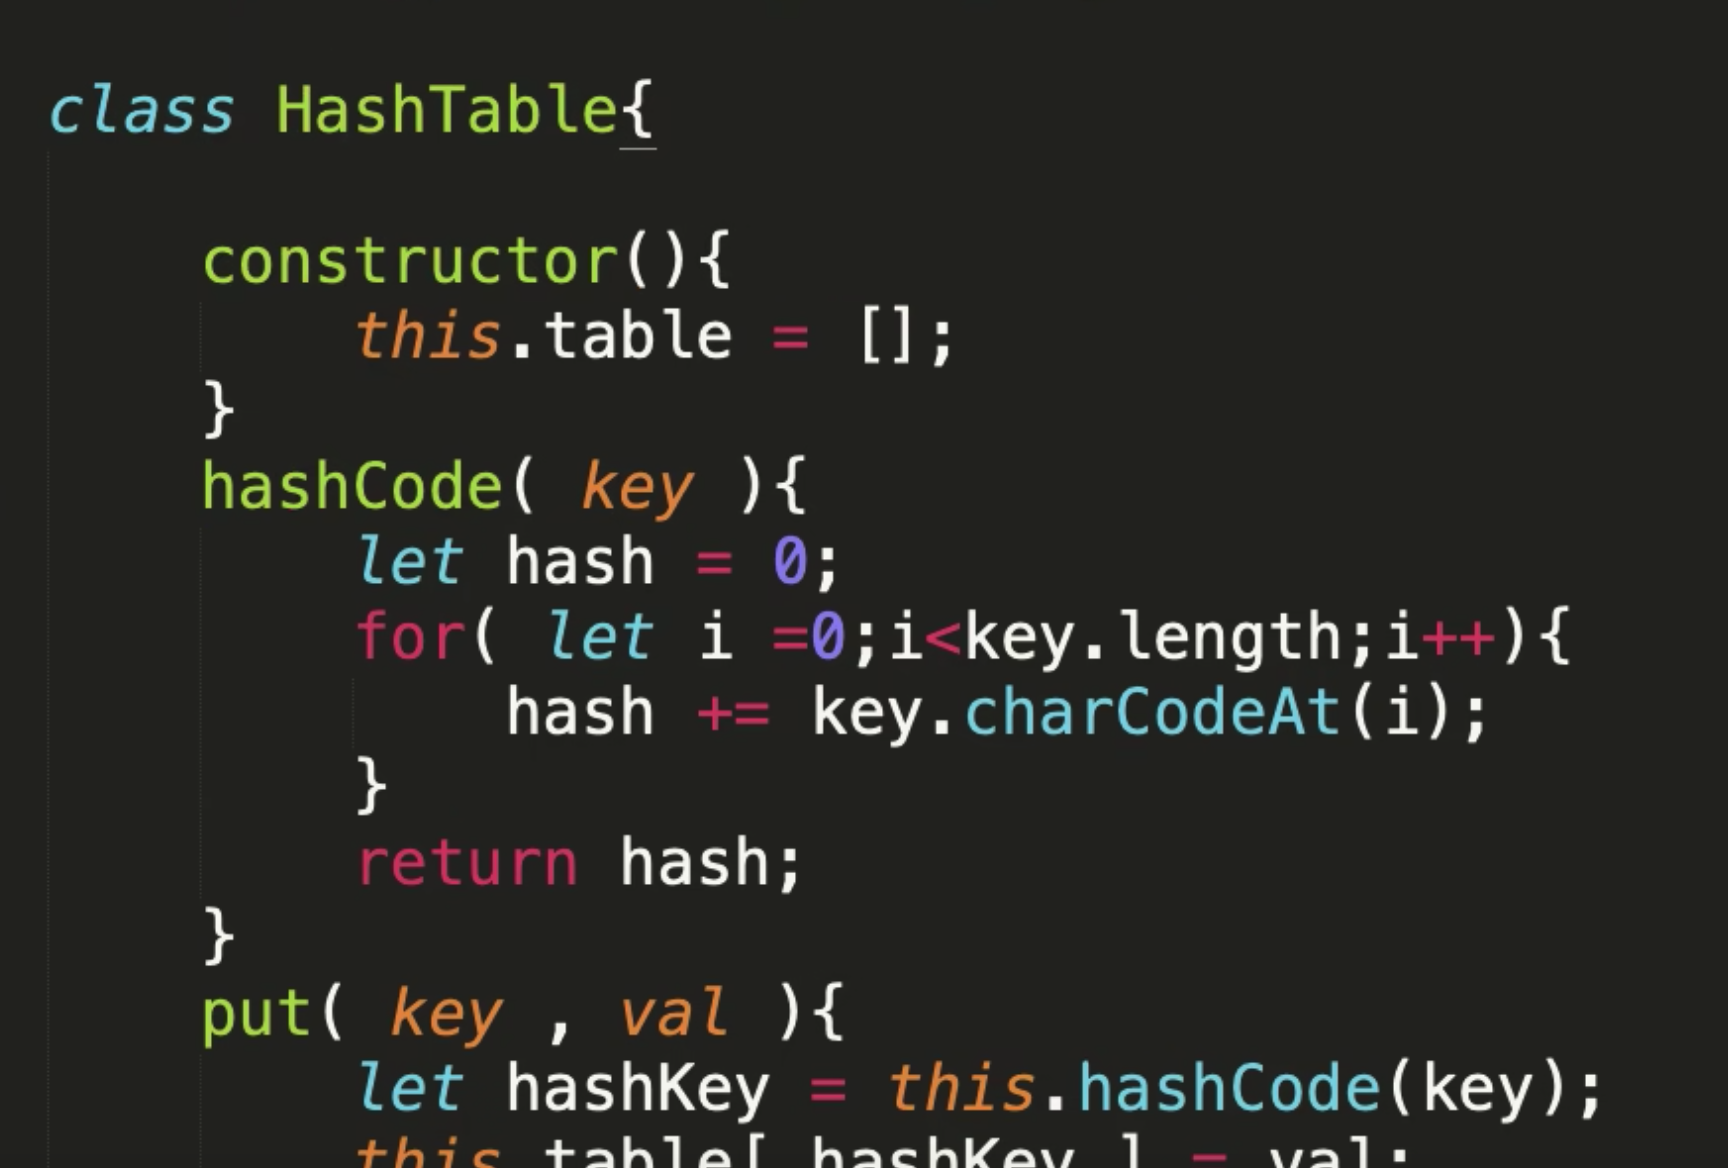 class HashTable{
constructor(){
this.table = [];
}
hashCode( key ){
let hash = 0;
for( let i =0;i<key.length;i++){
hash += key.charCodeAt(i);
}
return hash;
}
put( key , val ){
let hashKey = this.hashCode(key);
this.table[ hashKey ] = val;